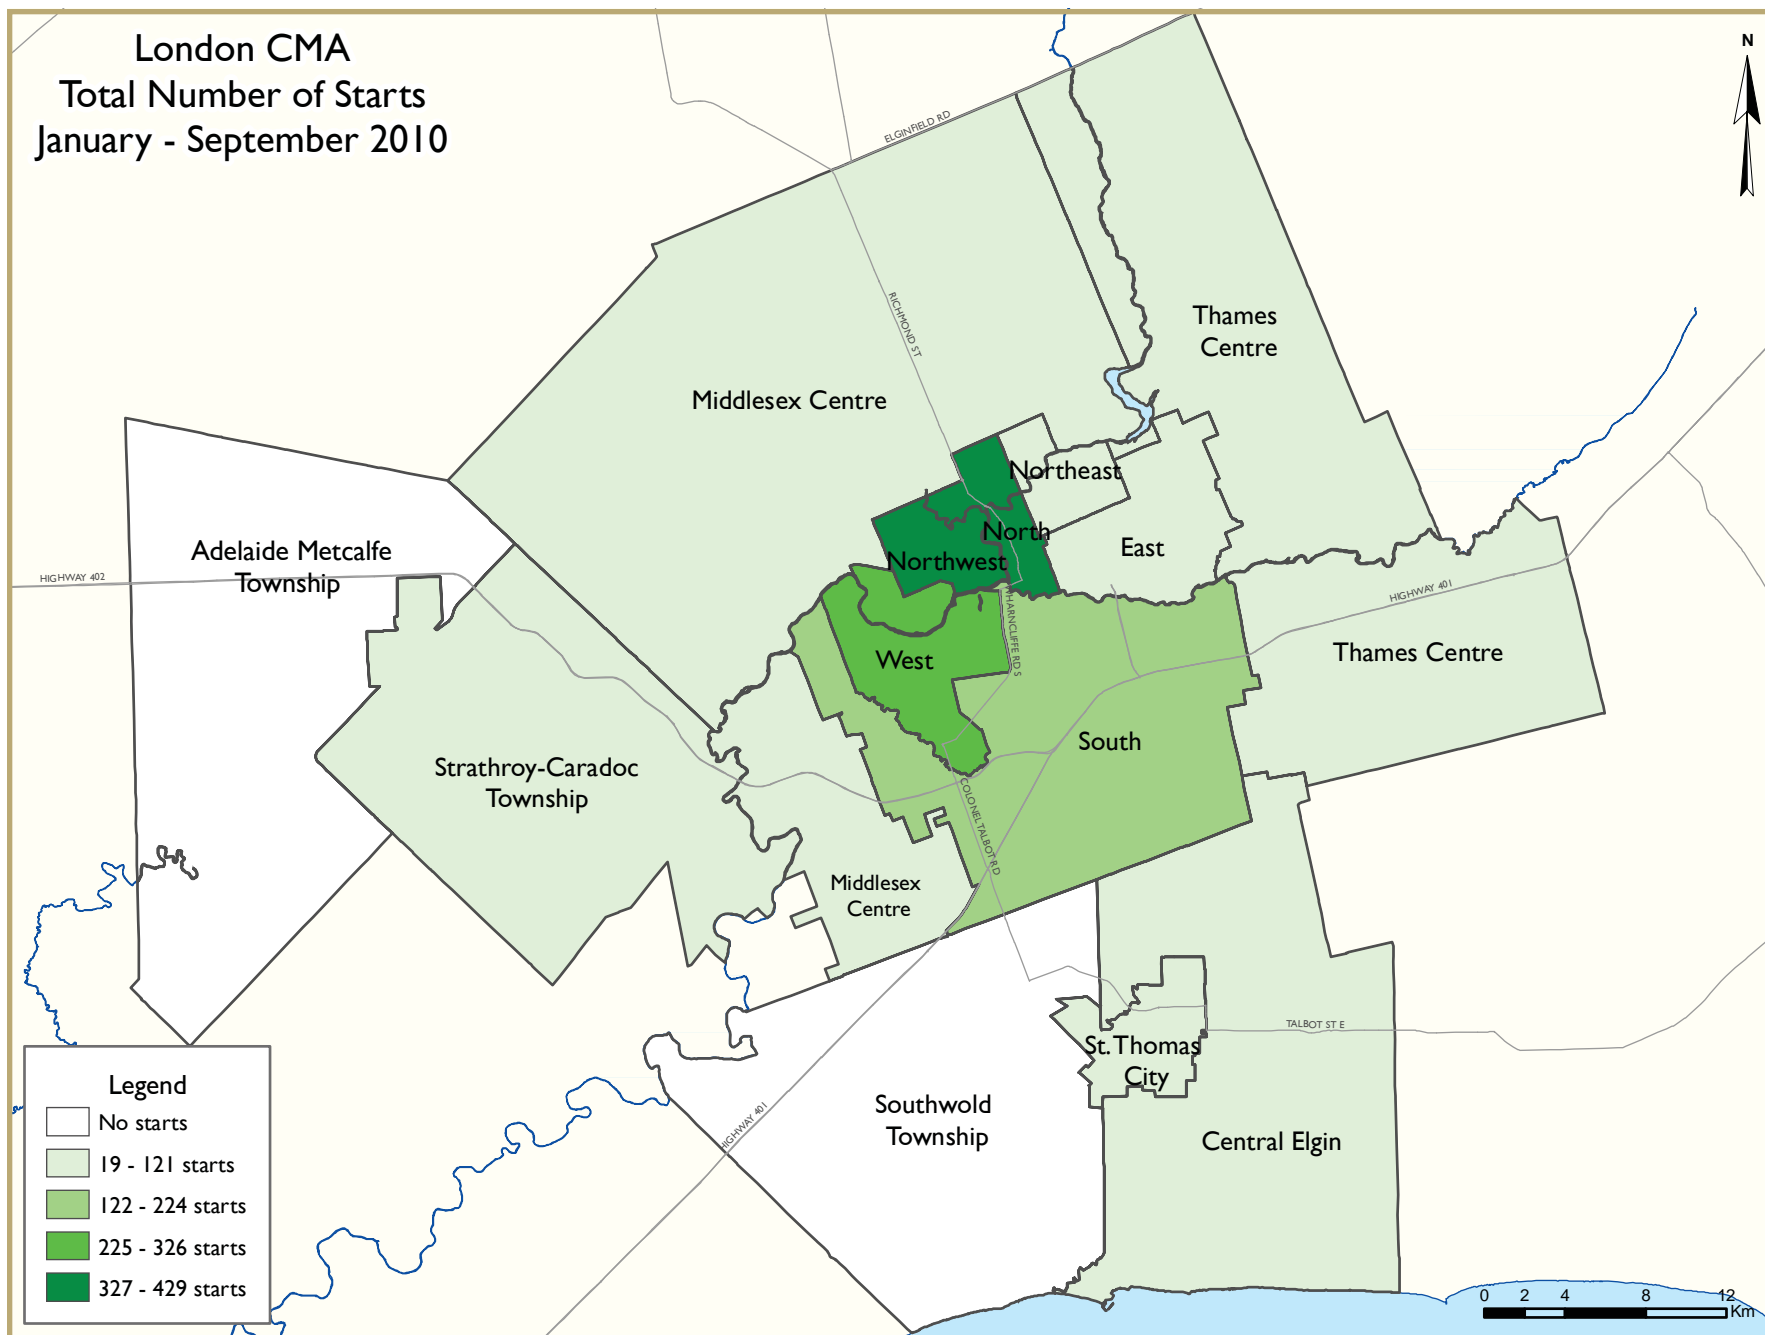 London CMA
Total Number of Starts
January - September 2010
N
ELGINFIELD RD
RICHMOND ST
Thames
Centre
Middlesex Centre
Northeast
North
East
Northwest
Adelaide Metcalfe
Township
HIGHWAY 402
HIGHWAY 401
WHARNCLIFFE RD S
West
Thames Centre
South
Strathroy-Caradoc
Township
COLONEL TALBOT RD
Middlesex
Centre
TALBOT ST E
St. Thomas
City
Southwold
Township
Central Elgin
HIGHWAY 401
Legend
No starts
19 - 121 starts
122 - 224 starts
225 - 326 starts
327 - 429 starts
0 2 4 8 12
Km